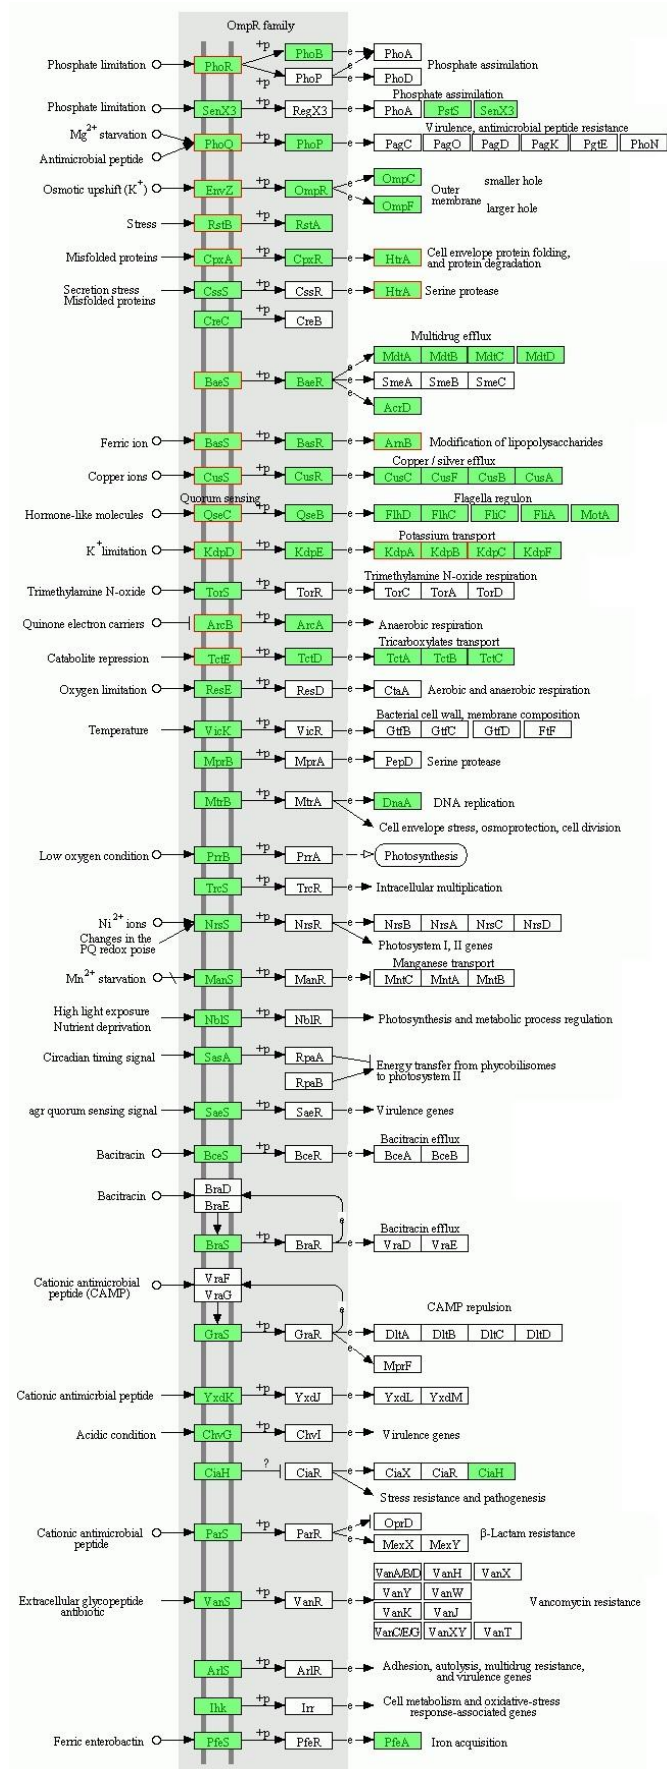 OmpR family
Phosphate limitation PhoR +p PhoB e PhoA
+p PhoP e PhoD Phosphate assimilation
Phosphate assimilation
Phosphate limitation SenX3 +p RegX3 e PhoA PstS SenX3
Mg2+ starvation Virulence, antimicrobial peptide resistance
PhoQ +p PhoP e PagC PagO PagD PagK PgtE PhoN
Antimicrobial peptide
Osmotic upshift (K+) EnvZ +p OmpR e OmpC Outer membrane smaller hole
e OmpF larger hole
Stress RstB +p RstA
Misfolded proteins CpxA +p CpxR e HtrA Cell envelope protein folding,
and protein degradation
Secretion stress CssS +p CssR e HtrA Serine protease
Misfolded proteins
CreC +p CreB
Multidrug efflux
e MdtA MdtB MdtC MdtD
BaeS +p BaeR e SmeA SmeB SmeC
e AcrD
Ferric ion BasS +p BasR e ArnB Modification of lipopolysaccharides
Copper / silver efflux
Copper ions CusS +p CusR e CusC CusF CusB CusA
Quorum sensing Flagella regulon
Hormone-like molecules QseC +p QseB e FlhD FlhC FliC FliA MotA
Potassium transport
K+ limitation KdpD +p KdpE e KdpA KdpB KdpC KdpF
Trimethylamine N-oxide respiration
Trimethylamine N-oxide TorS +p TorR e TorC TorA TorD
Quinone electron carriers ArcB +p ArcA e Anaerobic respiration
Tricarboxylates transport
Catabolite repression TctE +p TctD e TctA TctB TctC
Oxygen limitation ResE +p ResD e CtaA Aerobic and anaerobic respiration
Bacterial cell wall, membrane composition
Temperature VicK +p VicR e GtfB GtfC GtfD FtF
MprB +p MprA e PepD Serine protease
MtrB +p MtrA e DnaA DNA replication
Cell envelope stress, osmoprotection, cell division
Low oxygen condition PrrB +p PrrA Photosynthesis
TrcS +p TrcR e Intracellular multiplication
Ni2+ ions NrsS +p NrsR e NrsB NrsA NrsC NrsD
Changes in the
PQ redox poise Photosystem I, II genes
Manganese transport
Mn2+ starvation ManS +p ManR e MntC MntA MntB
High light exposure
Nutrient deprivation NblS +p NblR Photosynthesis and metabolic process regulation
Circadian timing signal SasA +p RpaA
RpaB Energy transfer from phycobilisomes
to photosystem II
agr quorum sensing signal SaeS +p SaeR e Virulence genes
Bacitracin efflux
Bacitracin BceS +p BceR e BceA BceB
Bacitracin BraD
BraE
e
Bacitracin efflux
BraS +p BraR e VraD VraE
Cationic antimicrobial
peptide (CAMP) VraF
VraG
e
CAMP repulsion
GraS +p GraR e DltA DltB DltC DltD
e MprF
Cationic antimicrbial peptide YxdK +p YxdJ e YxdL YxdM
Acidic condition ChvG +p ChvI e Virulence genes
CiaH ? CiaR e CiaX CiaR CiaH
Stress resistance and pathogenesis
Cationic antimicrobial
peptide ParS +p ParR e OprD
e MexX MexY β-Lactam resistance
VanA/B/D VanH VanX
Extracellular glycopeptide
antibiotic VanS +p VanR e VanY VanW Vancomycin resistance
VanK VanJ
VanC/E/G VanXY VanT
ArlS +p ArlR e Adhesion, autolysis, multidrug resistance,
and virulence genes
Ihk +p Irr e Cell metabolism and oxidative-stress
response-associated genes
Ferric enterobactin PfeS +p PfeR e PfeA Iron acquisition